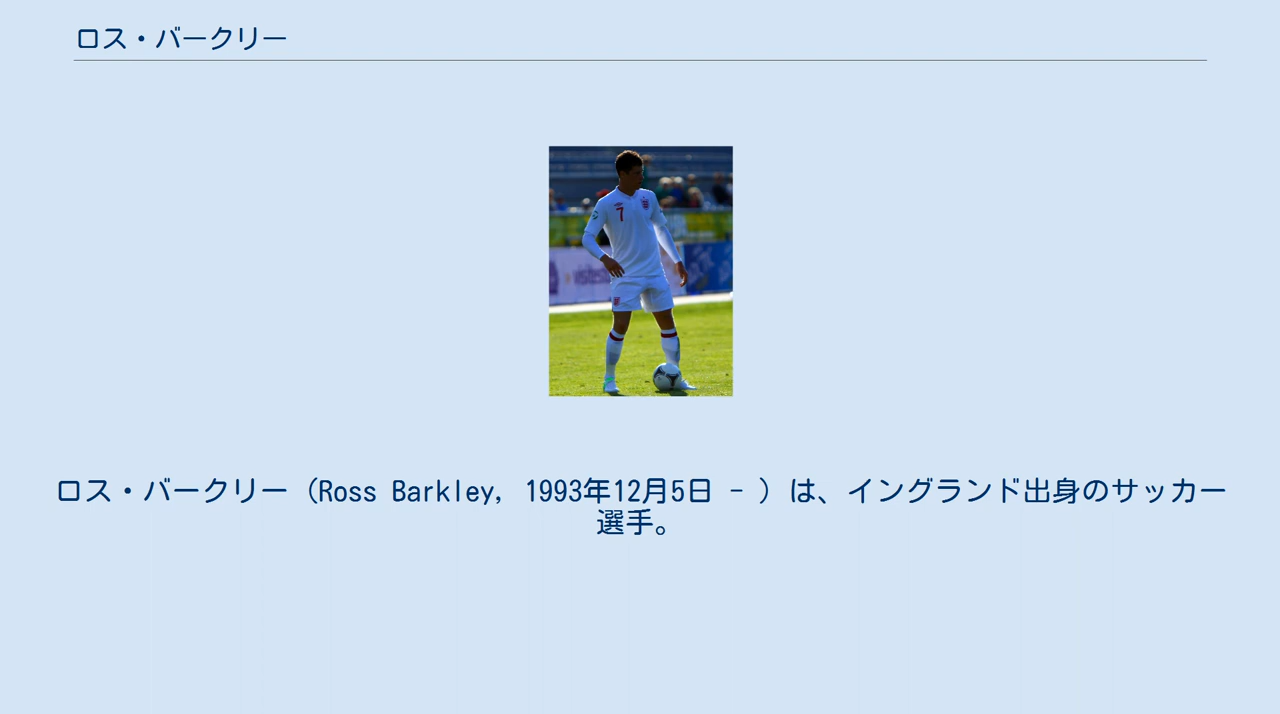 ロス・バークリー
7
ロス・バークリー（Ross Barkley, 1993年12月5日 - ）は、イングランド出身のサッカー
選手。